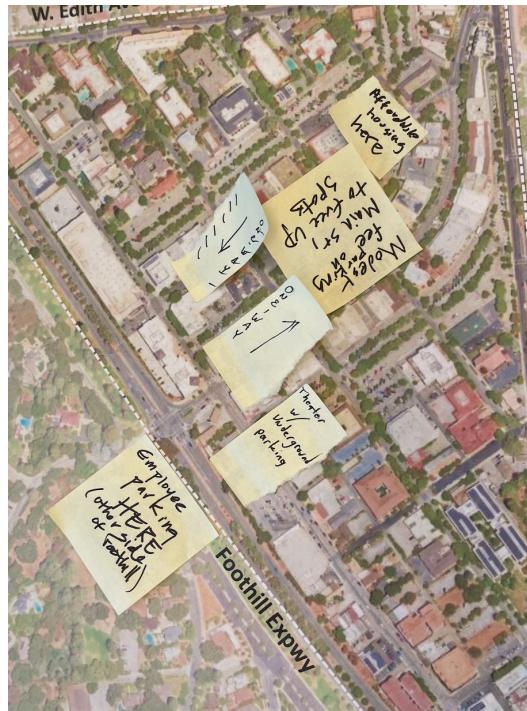 W. Edith Ave
Affordable
housing
here
Modest
parking
fee on
Main St,
to free up
spots
ONE-WAY
ONE-WAY
Theater
w/
underground
parking
Employee
parking
HERE
(other side
of Foothill)
Foothill Expwy